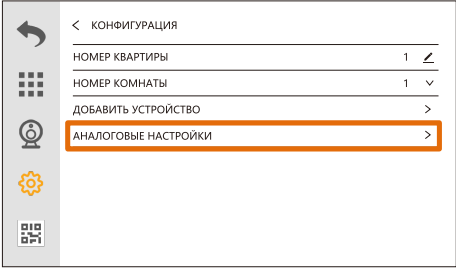 КОНФИГУРАЦИЯ
НОМЕР КВАРТИРЫ 1
НОМЕР КОМНАТЫ 1
ДОБАВИТЬ УСТРОЙСТВО
АНАЛОГОВЫЕ НАСТРОЙКИ